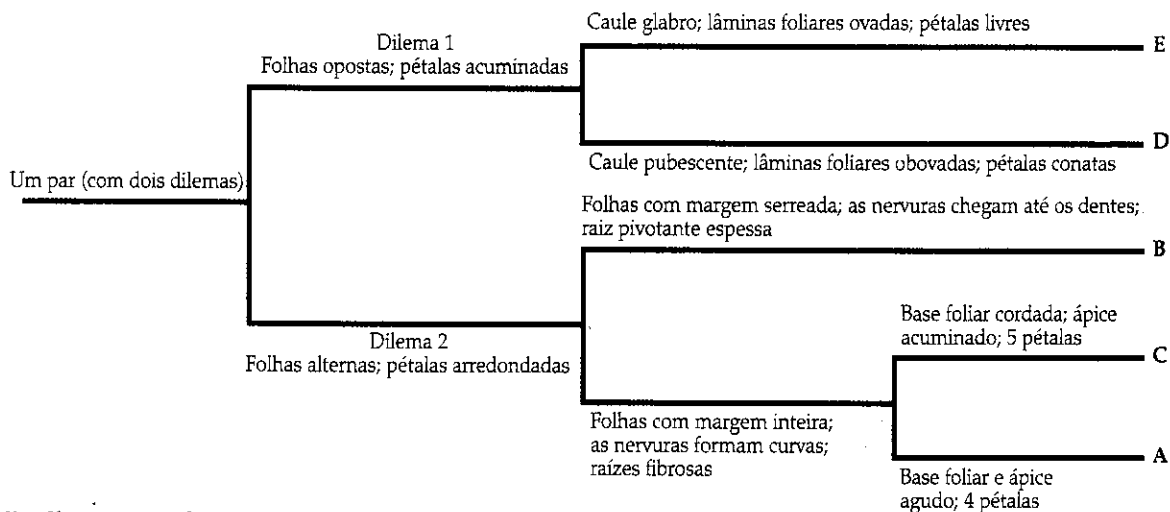 Caule glabro; lâminas foliares ovadas; pétalas livres
E
Dilema 1
Folhas opostas; pétalas acuminadas
D
Caule pubescente; lâminas foliares obovadas; pétalas conatas
Um par (com dois dilemas)
Folhas com margem serreada; as nervuras chegam até os dentes;
raiz pivotante espessa
B
Base foliar cordada; ápice
acuminado; 5 pétalas
C
Dilema 2
Folhas alternas; pétalas arredondadas
Folhas com margem inteira;
as nervuras formam curvas;
raízes fibrosas
A
Base foliar e ápice
agudo; 4 pétalas